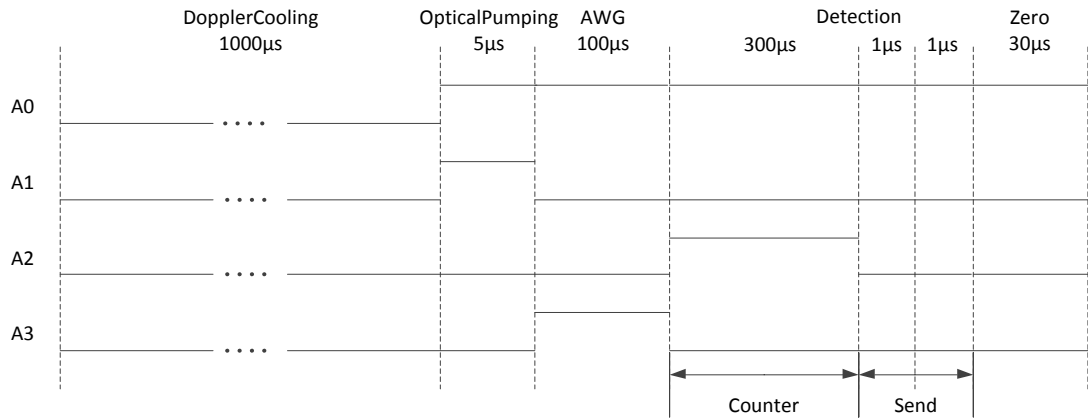 DopplerCooling OpticalPumping AWG Detection Zero
1000μs 5μs 100μs 300μs 1μs 1μs 30μs
A0
A1
A2
A3
Counter Send